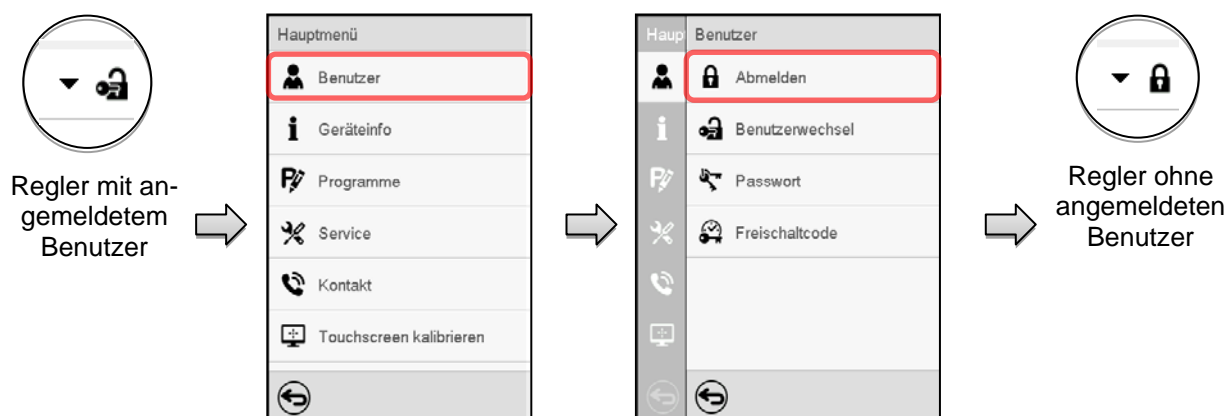 Regler mit an-
gemeldetem
Benutzer
Hauptmenü
Benutzer
Geräteinfo
Programme
Service
Kontakt
Touchscreen kalibrieren
Haup
Benutzer
Abmelden
Benutzerwechsel
Passwort
Freischaltcode
Regler ohne
angemeldeten
Benutzer